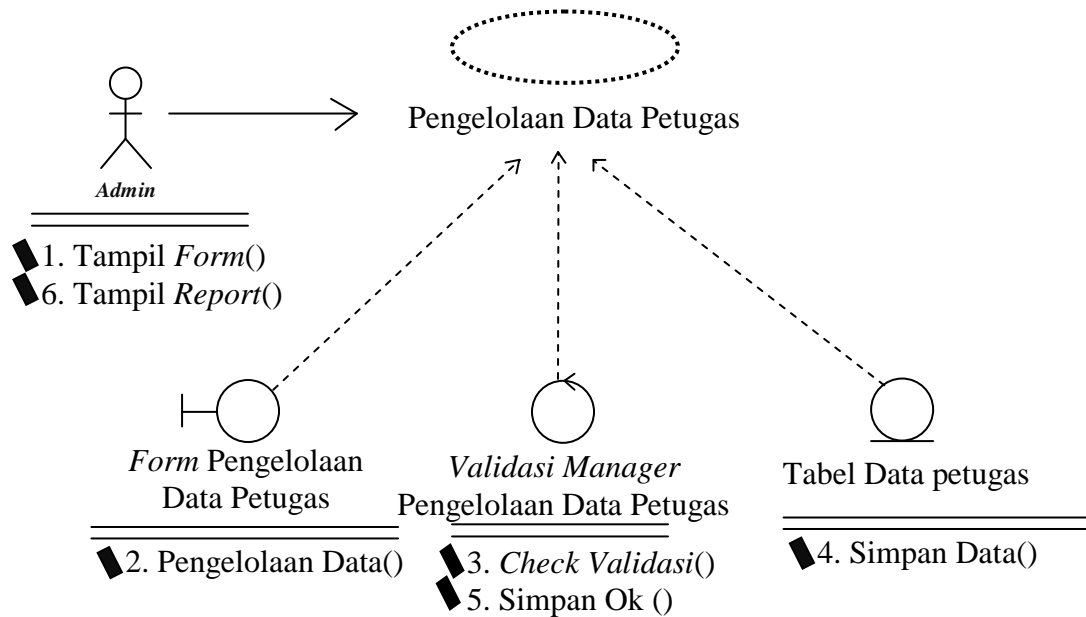 Pengelolaan Data Petugas
Admin
1. Tampil Form()
6. Tampil Report()
Form Pengelolaan
Data Petugas
2. Pengelolaan Data()
Validasi Manager
Pengelolaan Data Petugas
3. Check Validasi()
5. Simpan Ok ()
Tabel Data petugas
4. Simpan Data()